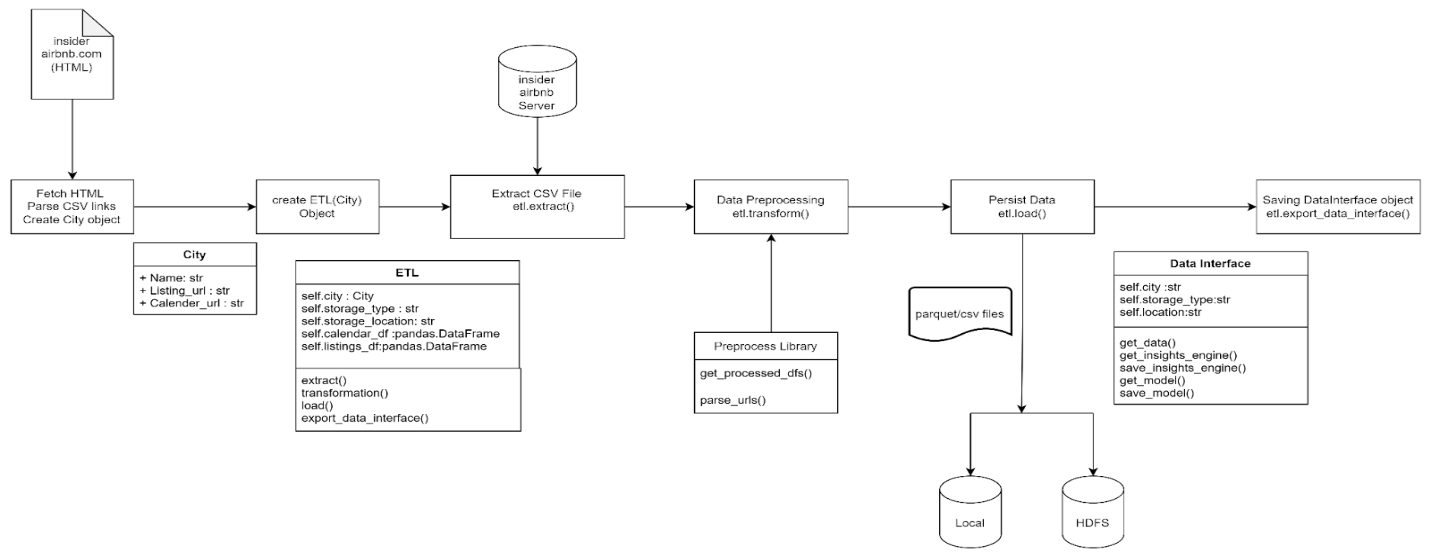 insider
airbnb.com
(HTML)
insider
airbnb
Server
Fetch HTML
Parse CSV links
Create City object
create ETL(City)
Object
Extract CSV File
etl.extract()
Data Preprocessing
etl.transform()
Persist Data
etl.load()
Saving DataInterface object
etl.export_data_interface()
City
+ Name: str
+ Listing_url : str
+ Calender_url : str
ETL
self.city : City
self.storage_type : str
self.storage_location: str
self.calendar_df :pandas.DataFrame
self.listings_df:pandas.DataFrame
extract()
transformation()
load()
export_data_interface()
Preprocess Library
get_processed_dfs()
parse_urls()
parquet/csv files
Data Interface
self.city :str
self.storage_type:str
self.location:str
get_data()
get_insights_engine()
save_insights_engine()
get_model()
save_model()
Local
HDFS